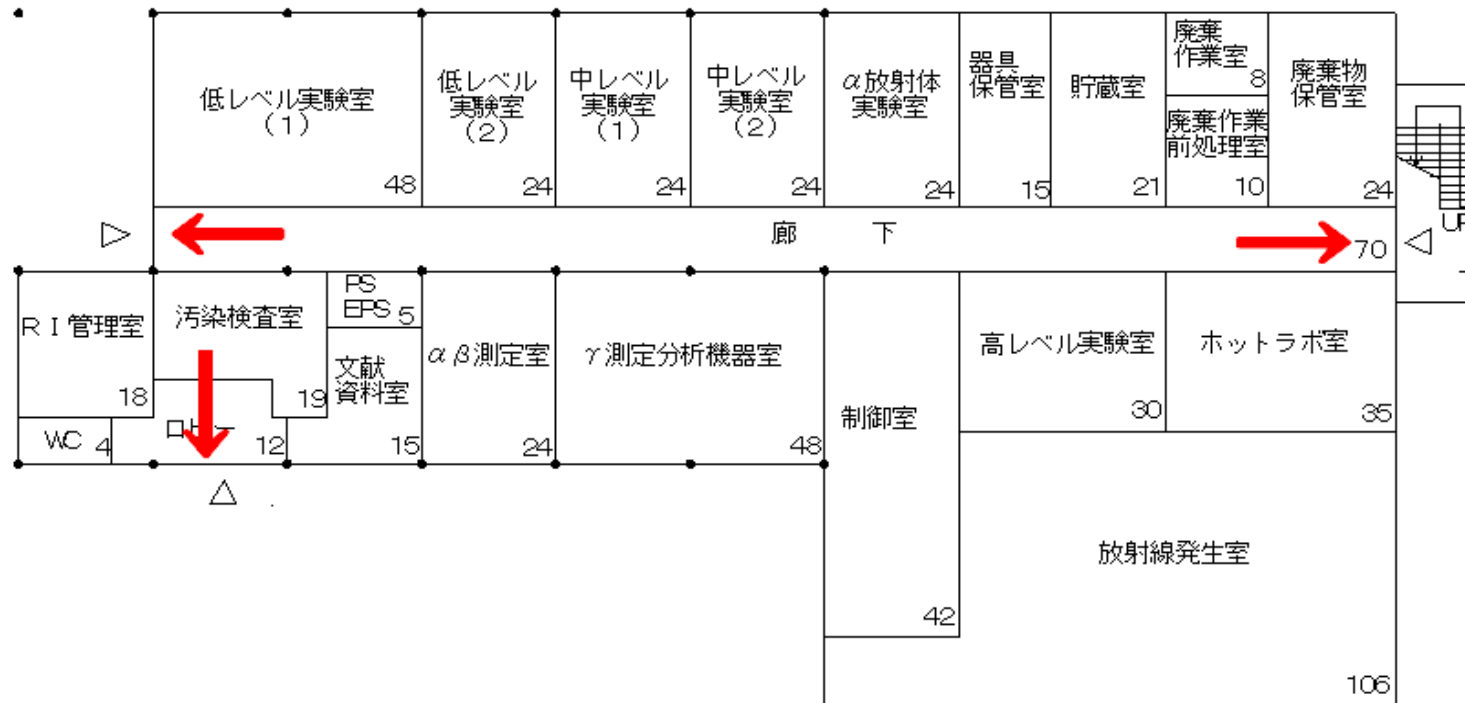 低レベル実験室
(1)
48
低レベル
実験室
(2)
24
中レベル
実験室
(1)
24
中レベル
実験室
(2)
24
α放射体
実験室
24
器具
保管室
15
貯蔵室
21
廃棄
作業室
8
廃棄作業
前処理室
10
廃棄物
保管室
24
UP
廊 下
70
RI管理室
18
汚染検査室
19
PS
EPS 5
文献
資料室
15
αβ測定室
24
γ測定分析機器室
48
制御室
42
高レベル実験室
30
ホットラボ室
35
WC 4
ロビー
12
放射線発生室
106